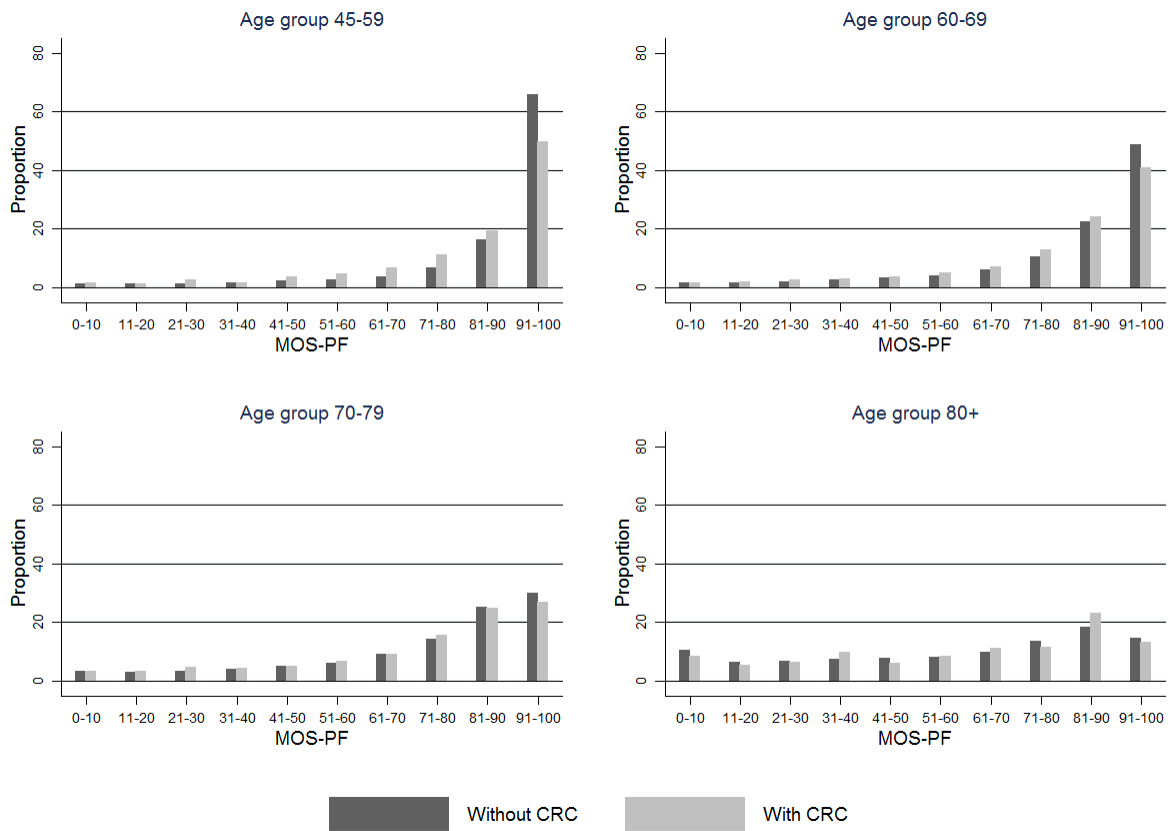 Age group 45-59
Proportion
80
60
40
20
0
0-10 11-20 21-30 31-40 41-50 51-60 61-70 71-80 81-90 91-100
MOS-PF
Age group 60-69
Proportion
80
60
40
20
0
0-10 11-20 21-30 31-40 41-50 51-60 61-70 71-80 81-90 91-100
MOS-PF
Age group 70-79
Proportion
80
60
40
20
0
0-10 11-20 21-30 31-40 41-50 51-60 61-70 71-80 81-90 91-100
MOS-PF
Age group 80+
Proportion
80
60
40
20
0
0-10 11-20 21-30 31-40 41-50 51-60 61-70 71-80 81-90 91-100
MOS-PF
Without CRC With CRC